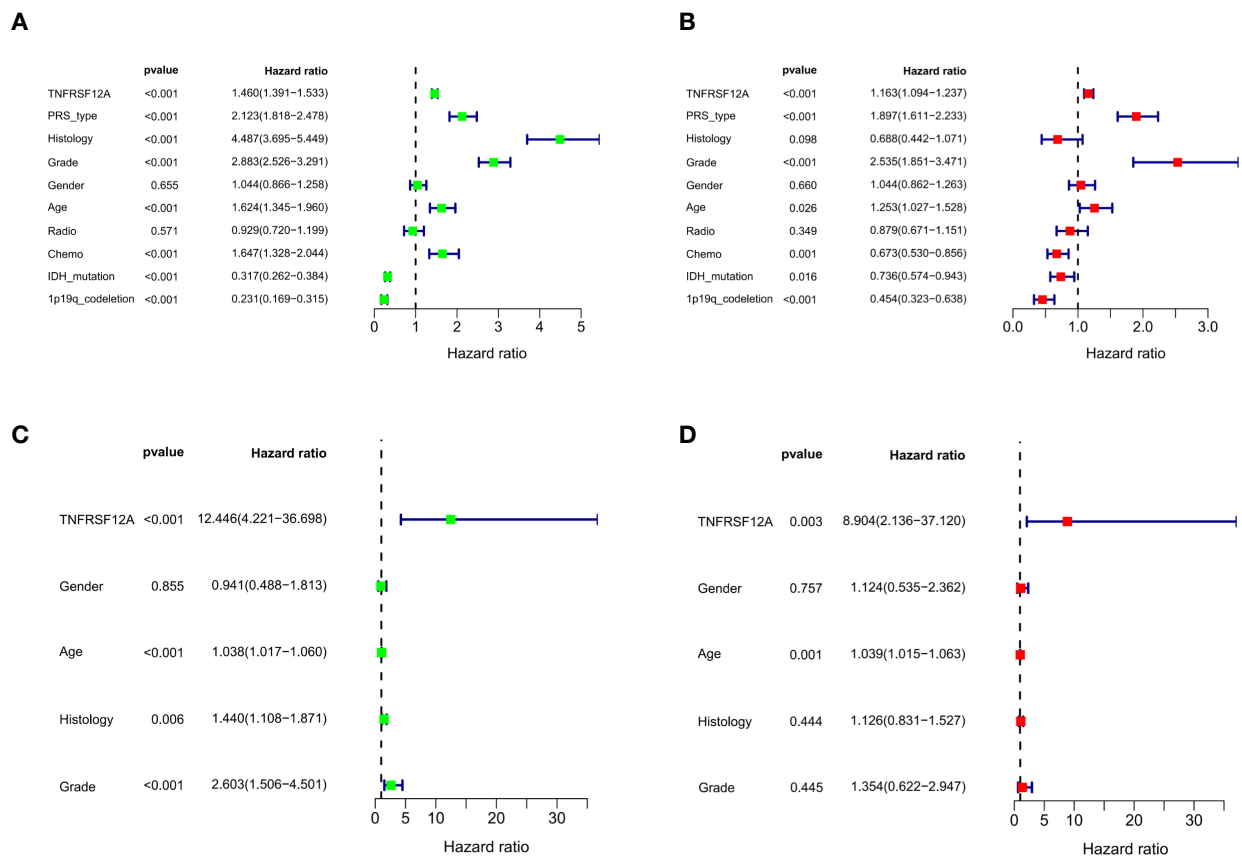 A
pvalue Hazard ratio
TNFRSF12A <0.001 1.460(1.391−1.533)
PRS_type <0.001 2.123(1.818−2.478)
Histology <0.001 4.487(3.695−5.449)
Grade <0.001 2.883(2.526−3.291)
Gender 0.655 1.044(0.866−1.258)
Age <0.001 1.624(1.345−1.960)
Radio 0.571 0.929(0.720−1.199)
Chemo <0.001 1.647(1.328−2.044)
IDH_mutation <0.001 0.317(0.262−0.384)
1p19q_codeletion <0.001 0.231(0.169−0.315)
0 1 2 3 4 5
Hazard ratio
B
pvalue Hazard ratio
TNFRSF12A <0.001 1.163(1.094−1.237)
PRS_type <0.001 1.897(1.611−2.233)
Histology 0.098 0.688(0.442−1.071)
Grade <0.001 2.535(1.851−3.471)
Gender 0.660 1.044(0.862−1.263)
Age 0.026 1.253(1.027−1.528)
Radio 0.349 0.879(0.671−1.151)
Chemo 0.001 0.673(0.530−0.856)
IDH_mutation 0.016 0.736(0.574−0.943)
1p19q_codeletion <0.001 0.454(0.323−0.638)
0.0 1.0 2.0 3.0
Hazard ratio
C
pvalue Hazard ratio
TNFRSF12A <0.001 12.446(4.221−36.698)
Gender 0.855 0.941(0.488−1.813)
Age <0.001 1.038(1.017−1.060)
Histology 0.006 1.440(1.108−1.871)
Grade <0.001 2.603(1.506−4.501)
0 5 10 20 30
Hazard ratio
D
pvalue Hazard ratio
TNFRSF12A 0.003 8.904(2.136−37.120)
Gender 0.757 1.124(0.535−2.362)
Age 0.001 1.039(1.015−1.063)
Histology 0.444 1.126(0.831−1.527)
Grade 0.445 1.354(0.622−2.947)
0 5 10 20 30
Hazard ratio